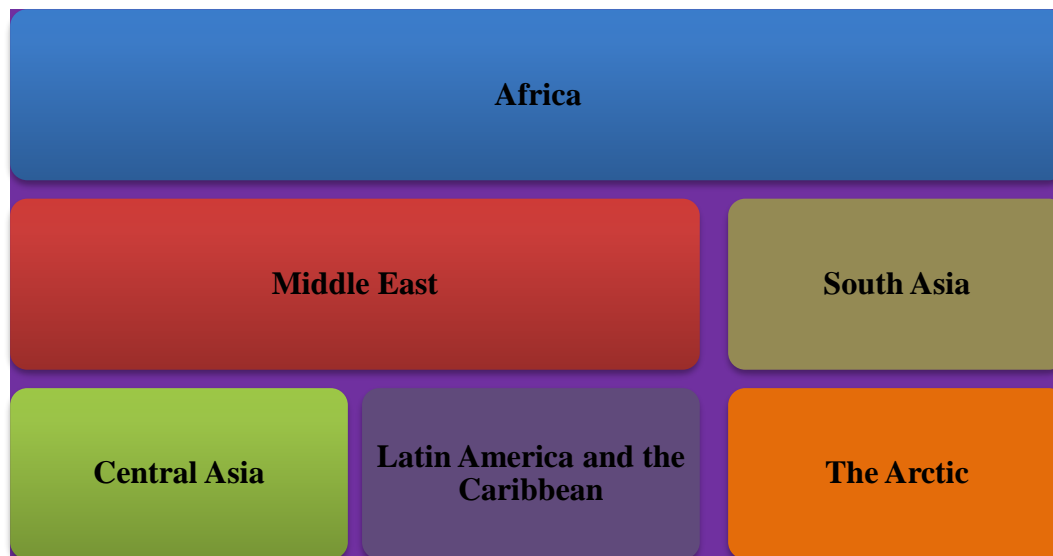 Africa
Middle East
South Asia
Central Asia
Latin America and the
Caribbean
The Arctic